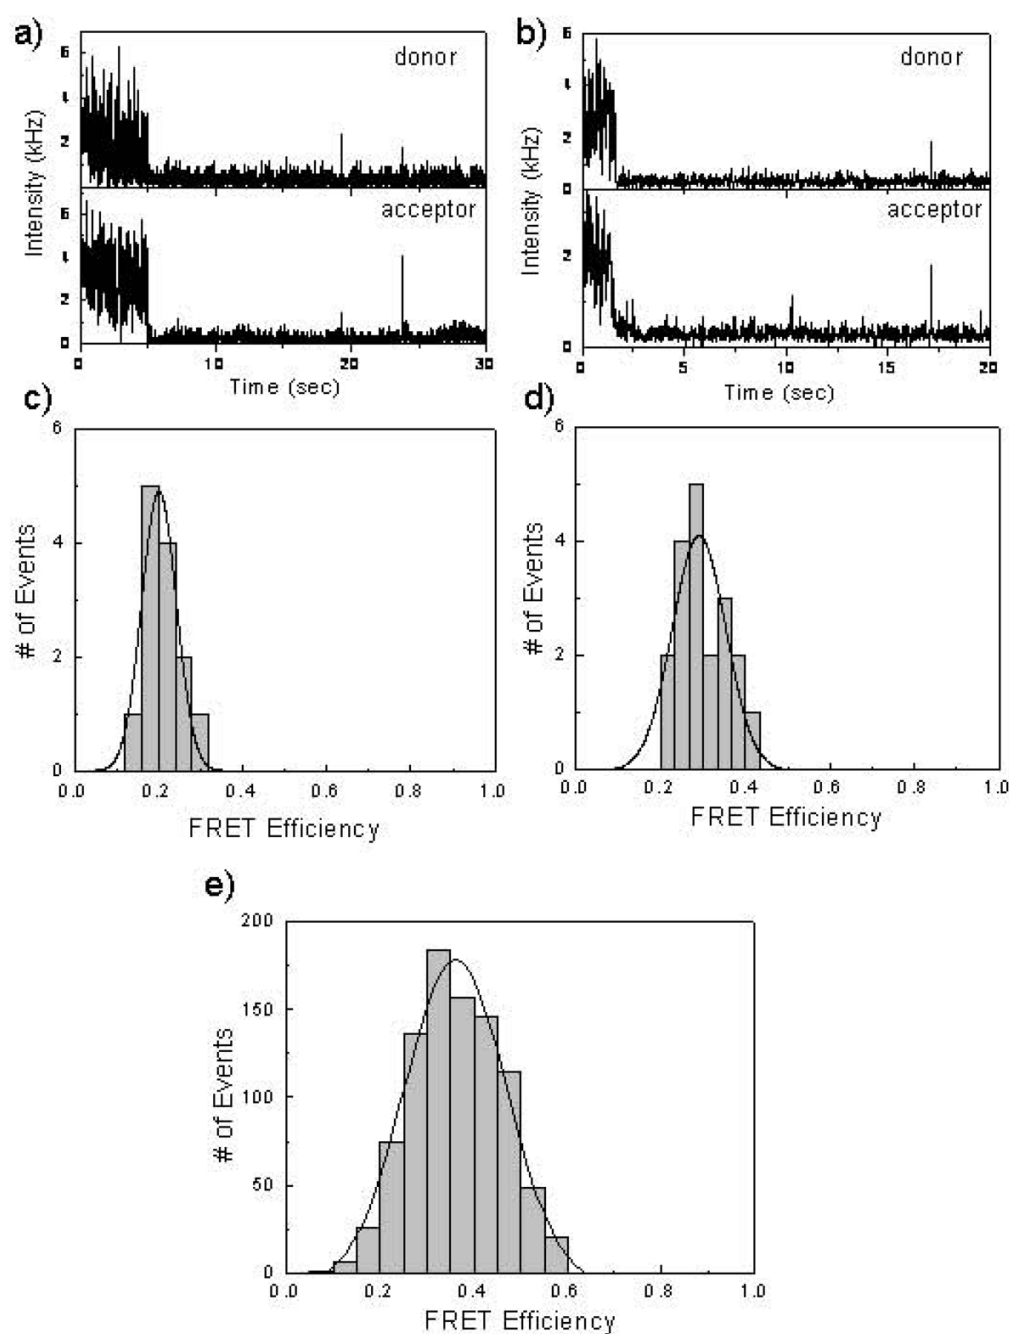 a)
6
donor
4
2
Intensity (kHz)
6
acceptor
4
2
0
0 10 20 30
Time (sec)
b)
6
donor
4
2
0
Intensity (kHz)
acceptor
2
0
0 5 10 15 20
Time (sec)
c)
6
4
2
0
# of Events
0.0 0.2 0.4 0.6 0.8 1.0
FRET Efficiency
d)
6
4
2
0
# of Events
0.0 0.2 0.4 0.6 0.8 1.0
FRET Efficiency
e)
200
150
100
50
0
# of Events
0.0 0.2 0.4 0.6 0.8 1.0
FRET Efficiency